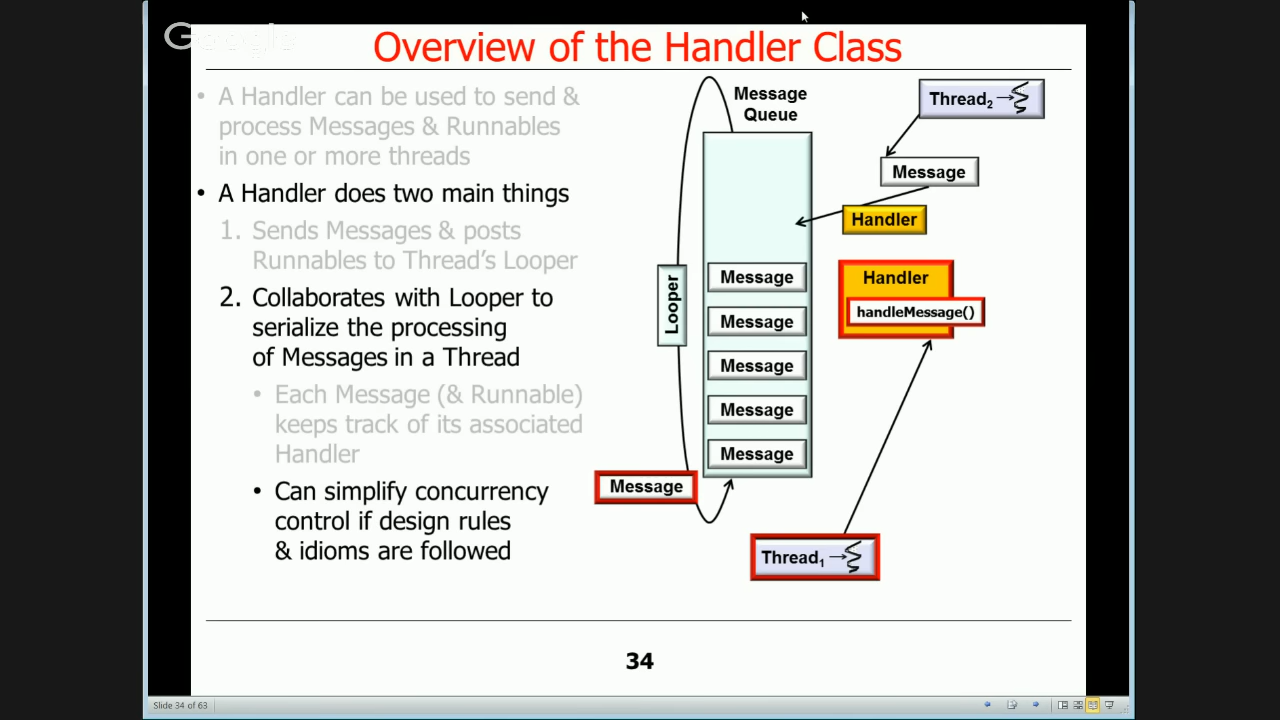 Google
Overview of the Handler Class
• A Handler can be used to send &
process Messages & Runnables
in one or more threads
• A Handler does two main things
1. Sends Messages & posts
Runnables to Thread's Looper
2. Collaborates with Looper to
serialize the processing
of Messages in a Thread
• Each Message (& Runnable)
keeps track of its associated
Handler
• Can simplify concurrency
control if design rules
& idioms are followed
Message
Queue
Thread2
Message
Handler
Message
Handler
handleMessage()
Looper
Message
Message
Message
Message
Message
Thread1
34
Slide 34 of 63